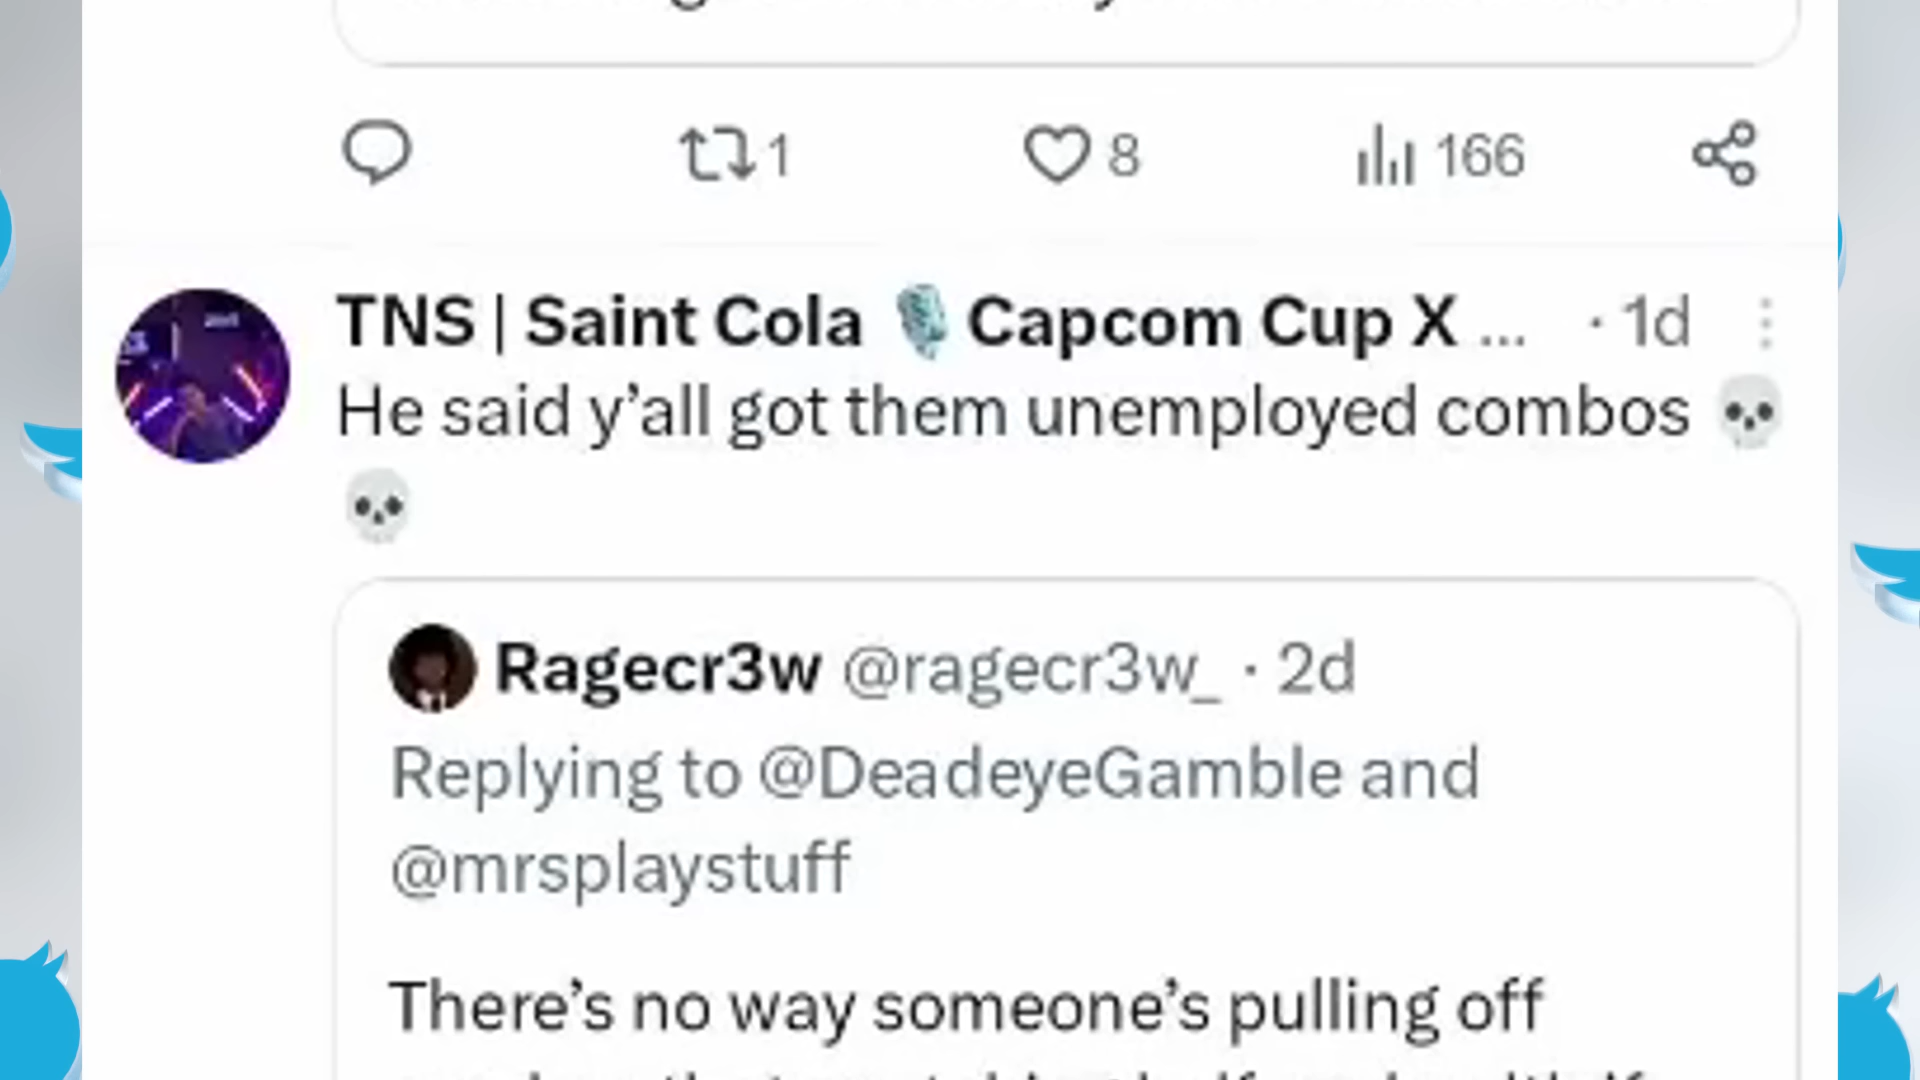 1 8 166
TNS | Saint Cola 🎙️ Capcom Cup X ... · 1d
He said y’all got them unemployed combos 💀
💀
Ragecr3w @ragecr3w_ · 2d
Replying to @DeadeyeGamble and
@mrsplaystuff
There’s no way someone’s pulling off